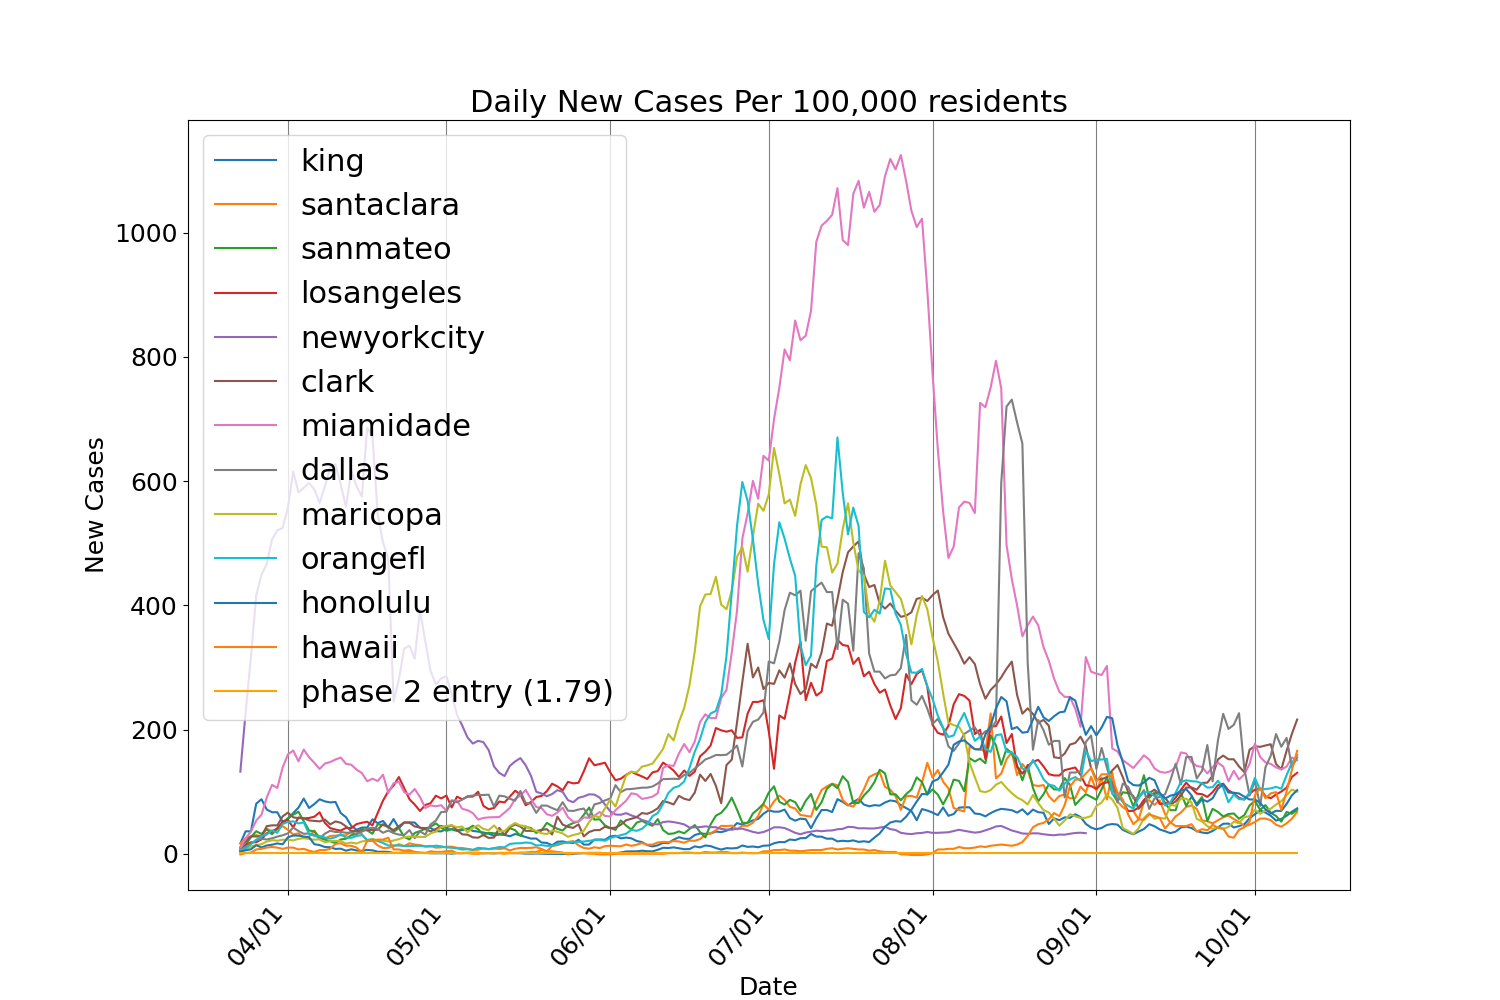 Daily New Cases Per 100,000 residents
king
santaclara
sanmateo
losangeles
newyorkcity
clark
miamidade
dallas
maricopa
orangefl
honolulu
hawaii
phase 2 entry (1.79)
New Cases
1000
800
600
400
200
0
04/01
05/01
06/01
07/01
08/01
09/01
10/01
Date